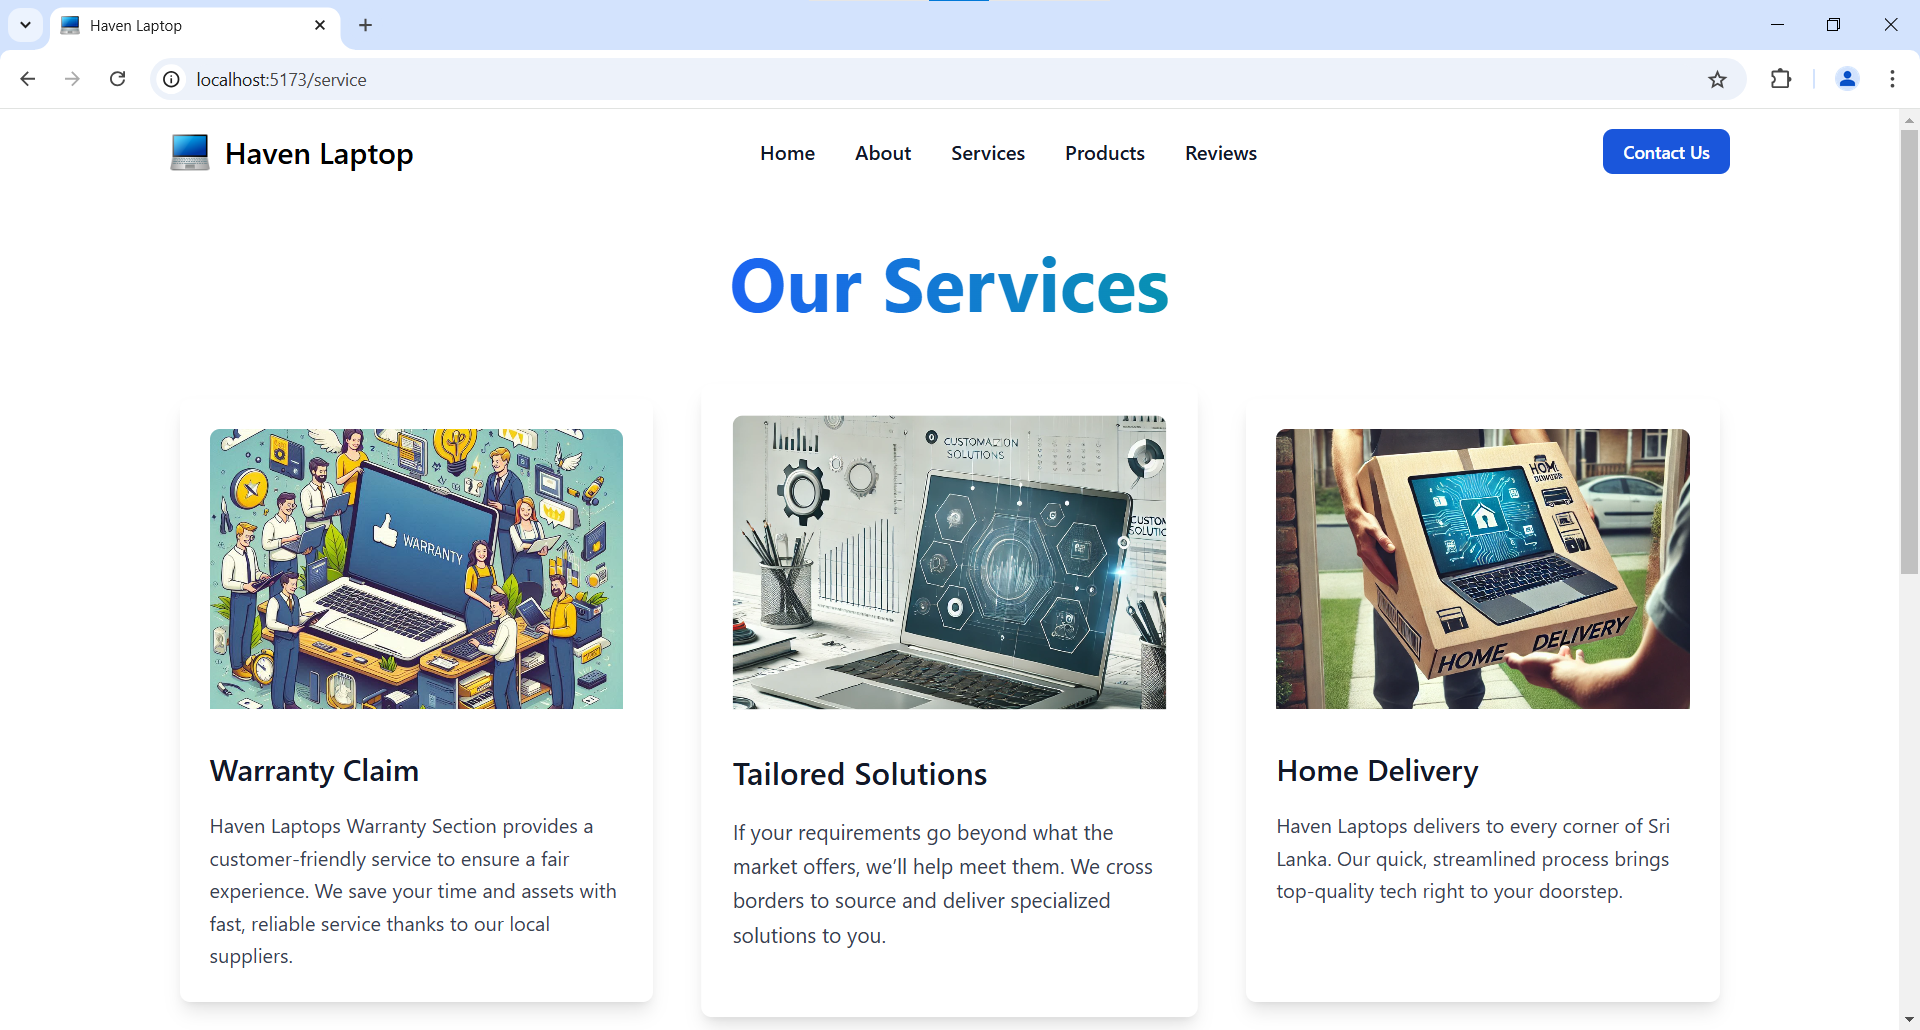 Haven Laptop
localhost:5173/service
Haven Laptop
Home
About
Services
Products
Reviews
Contact Us
Our Services
WARRANTY
CUSTOMAZION
SOLUTIONS
CUSTOM
SOLUTIC
HOME
DELIVERY
Warranty Claim
Haven Laptops Warranty Section provides a
customer-friendly service to ensure a fair
experience. We save your time and assets with
fast, reliable service thanks to our local
suppliers.
Tailored Solutions
If your requirements go beyond what the
market offers, we’ll help meet them. We cross
borders to source and deliver specialized
solutions to you.
Home Delivery
Haven Laptops delivers to every corner of Sri
Lanka. Our quick, streamlined process brings
top-quality tech right to your doorstep.